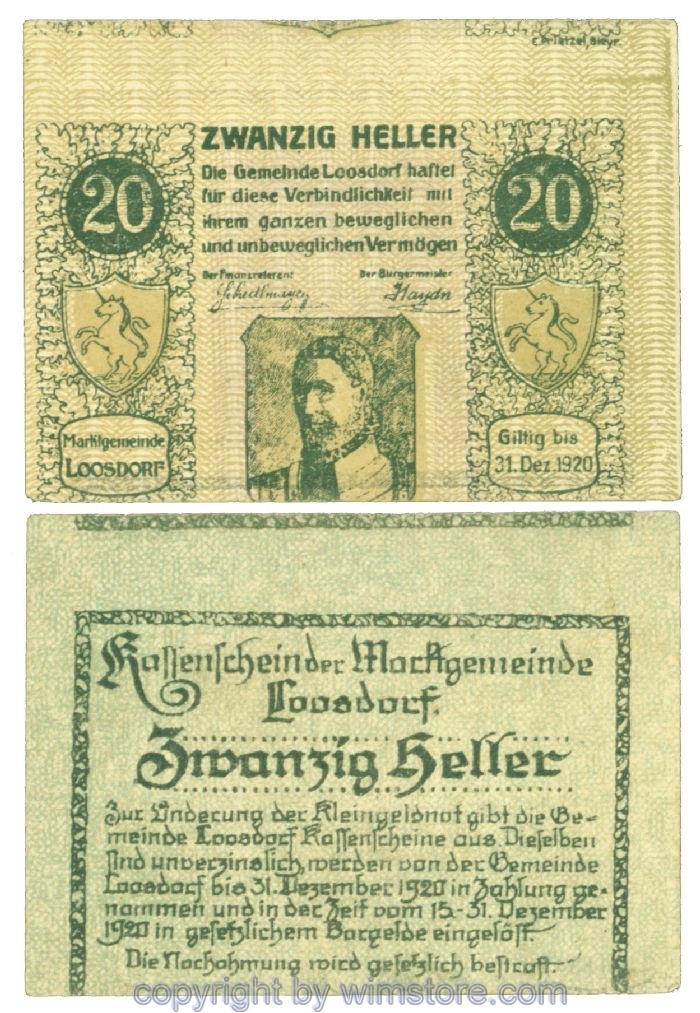 C. Prietzel, Steyr.
ZWANZIG HELLER
20
Die Gemeinde Loosdorf haftet
für diese Verbindlichkeit mit
ihrem ganzen beweglichen
und unbeweglichen Vermögen
20
Der Finanzreferent
Der Bürgermeister
Schedlmayer
Haydn
Marktgemeinde
LOOSDORF
Giltig bis
31. Dez. 1920
Kassenschein der Marktgemeinde
Loosdorf.
Zwanzig Heller
Zur Linderung der Kleingeldnot gibt die Ge-
meinde Loosdorf Kassenscheine aus. Dieselben
sind unverzinslich, werden von der Gemeinde
Loosdorf bis 31. Dezember 1920 in Zahlung ge-
nommen und in der Zeit vom 15.-31. Dezember
1920 in gesetzlichem Bargelde eingelöst.
Die Nachahmung wird gesetzlich bestraft.
copyright by wimstore.com